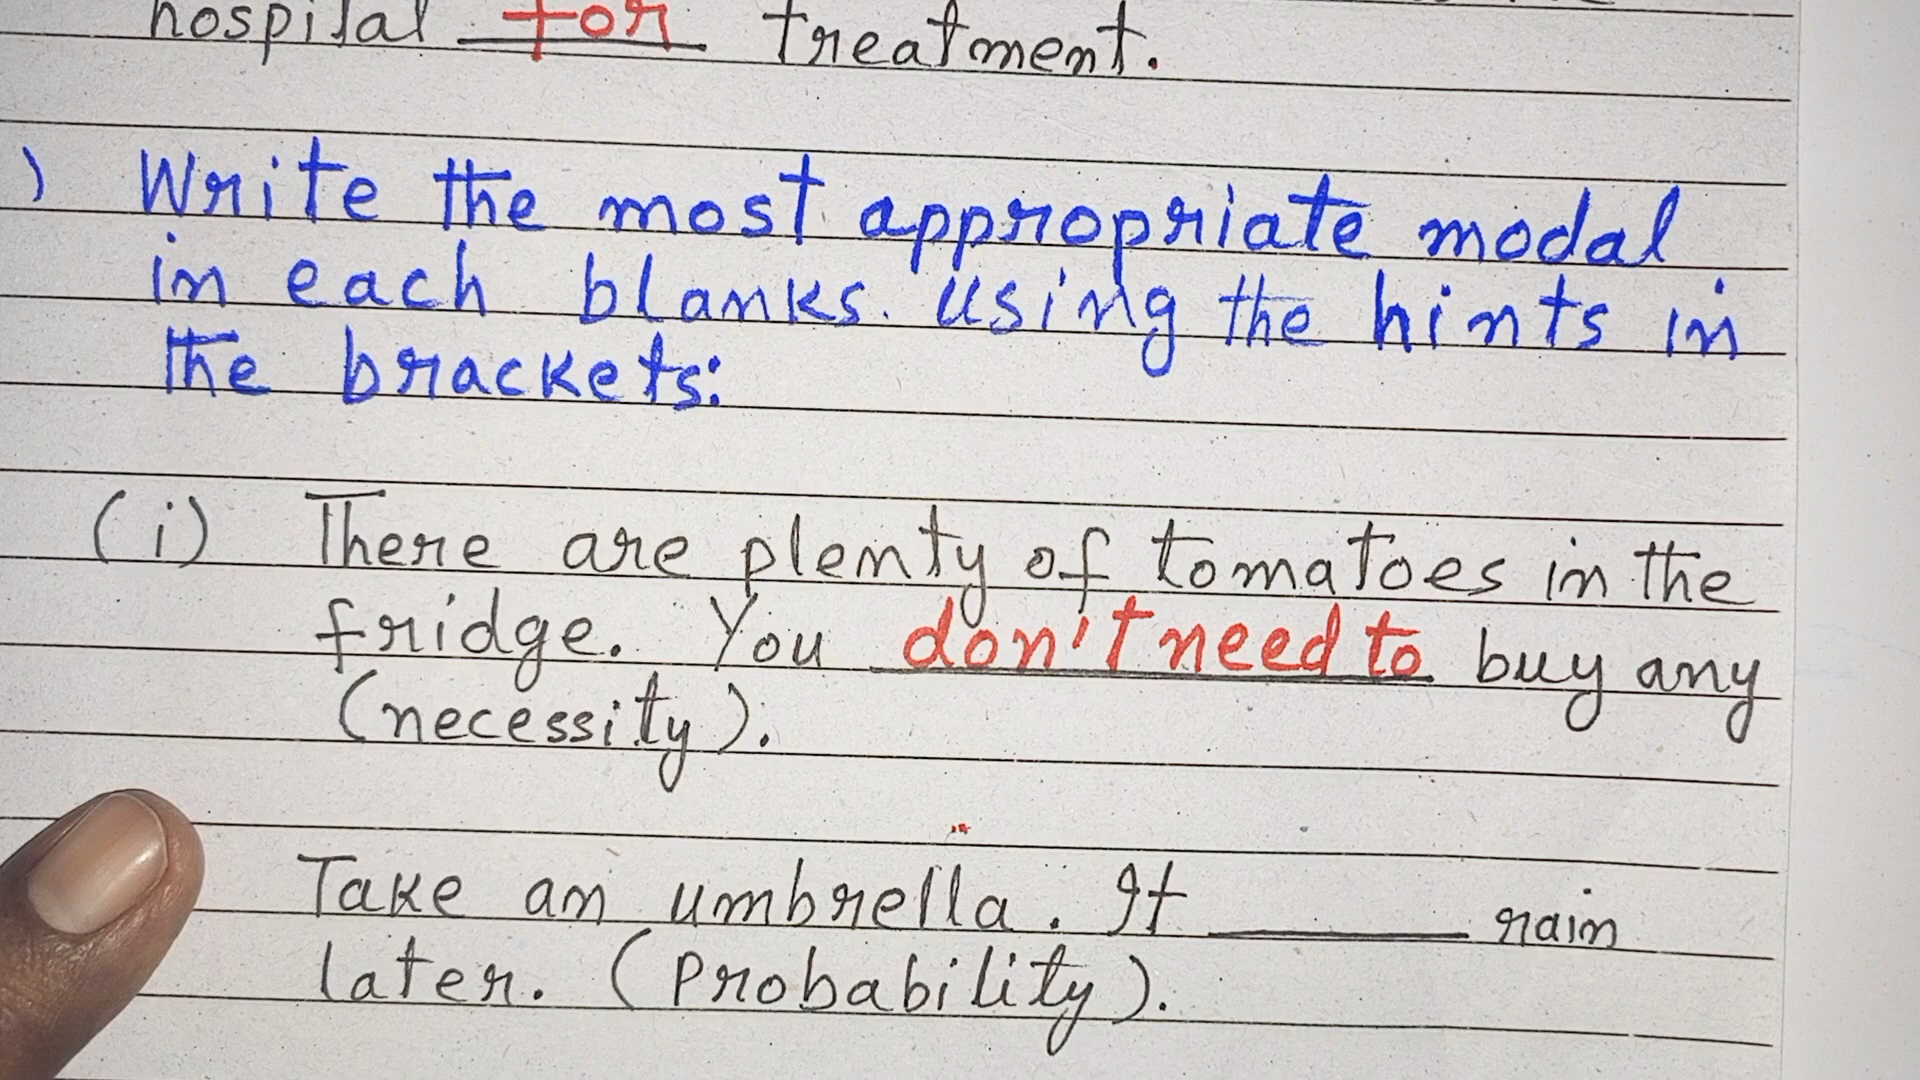 hospital for treatment.
) Write the most appropriate modal
in each blanks. Using the hints in
the brackets:
(i) There are plenty of tomatoes in the
fridge. You don't need to buy any
(necessity).
Take an umbrella. It ______ rain
later. (Probability).